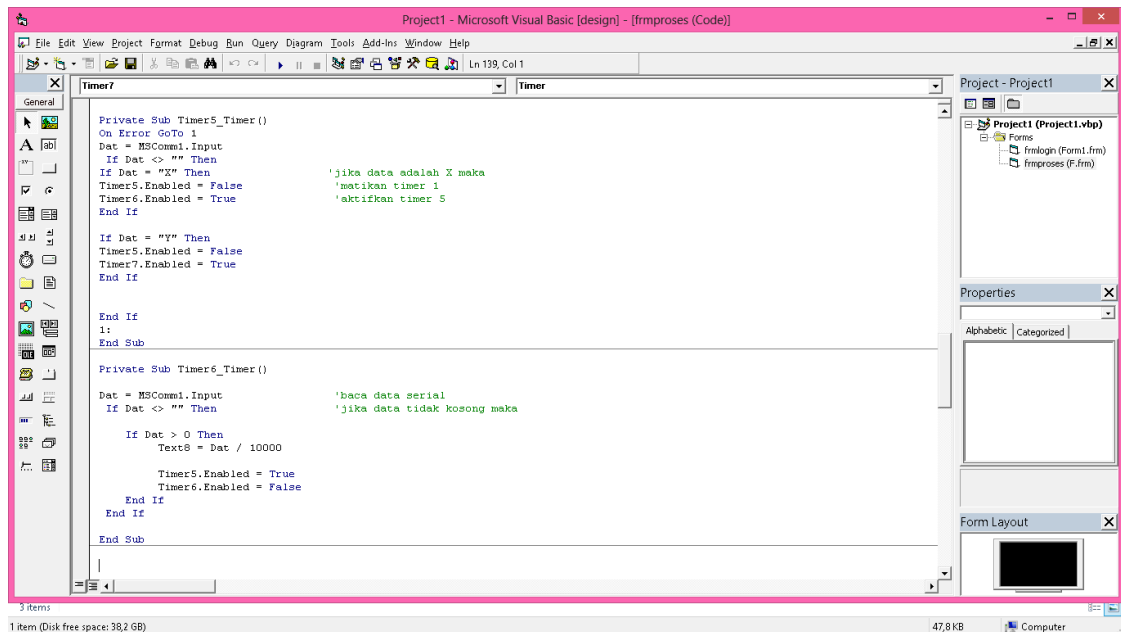 Project1 - Microsoft Visual Basic [design] - [frmproses (Code)]
File Edit View Project Format Debug Run Query Diagram Tools Add-Ins Window Help
Ln 139, Col 1
General
Timer7
Timer
Private Sub Timer5_Timer()
On Error GoTo 1
Dat = MSComm1.Input
If Dat <> "" Then
If Dat = "X" Then 'jika data adalah X maka
Timer5.Enabled = False 'matikan timer 1
Timer6.Enabled = True 'aktifkan timer 5
End If
If Dat = "Y" Then
Timer5.Enabled = False
Timer7.Enabled = True
End If
End If
1:
End Sub
Private Sub Timer6_Timer()
Dat = MSComm1.Input 'baca data serial
If Dat <> "" Then 'jika data tidak kosong maka
If Dat > 0 Then
Text8 = Dat / 10000
Timer5.Enabled = True
Timer6.Enabled = False
End If
End If
End Sub
Project - Project1
Project1 (Project1.vbp)
Forms
frmlogin (Form1.frm)
frmproses (F.frm)
Properties
Alphabetic Categorized
Form Layout
3 items
1 item (Disk free space: 38,2 GB) 47,8 KB Computer